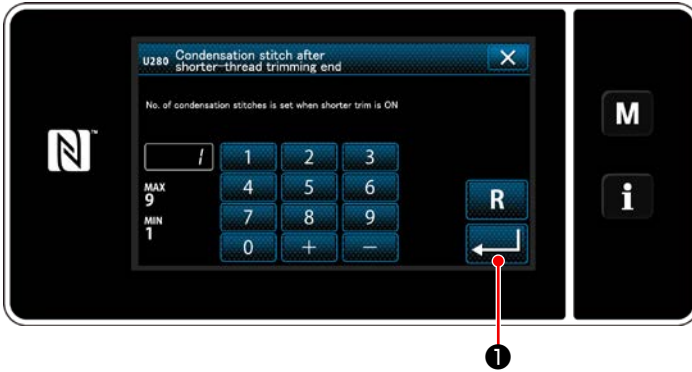 U280 Condensation stitch after
shorter-thread trimming end
No. of condensation stitches is set when shorter trim is ON
1
MAX
9
MIN
1
1 2 3
4 5 6
7 8 9
0 + −
R
N
M
i
❶